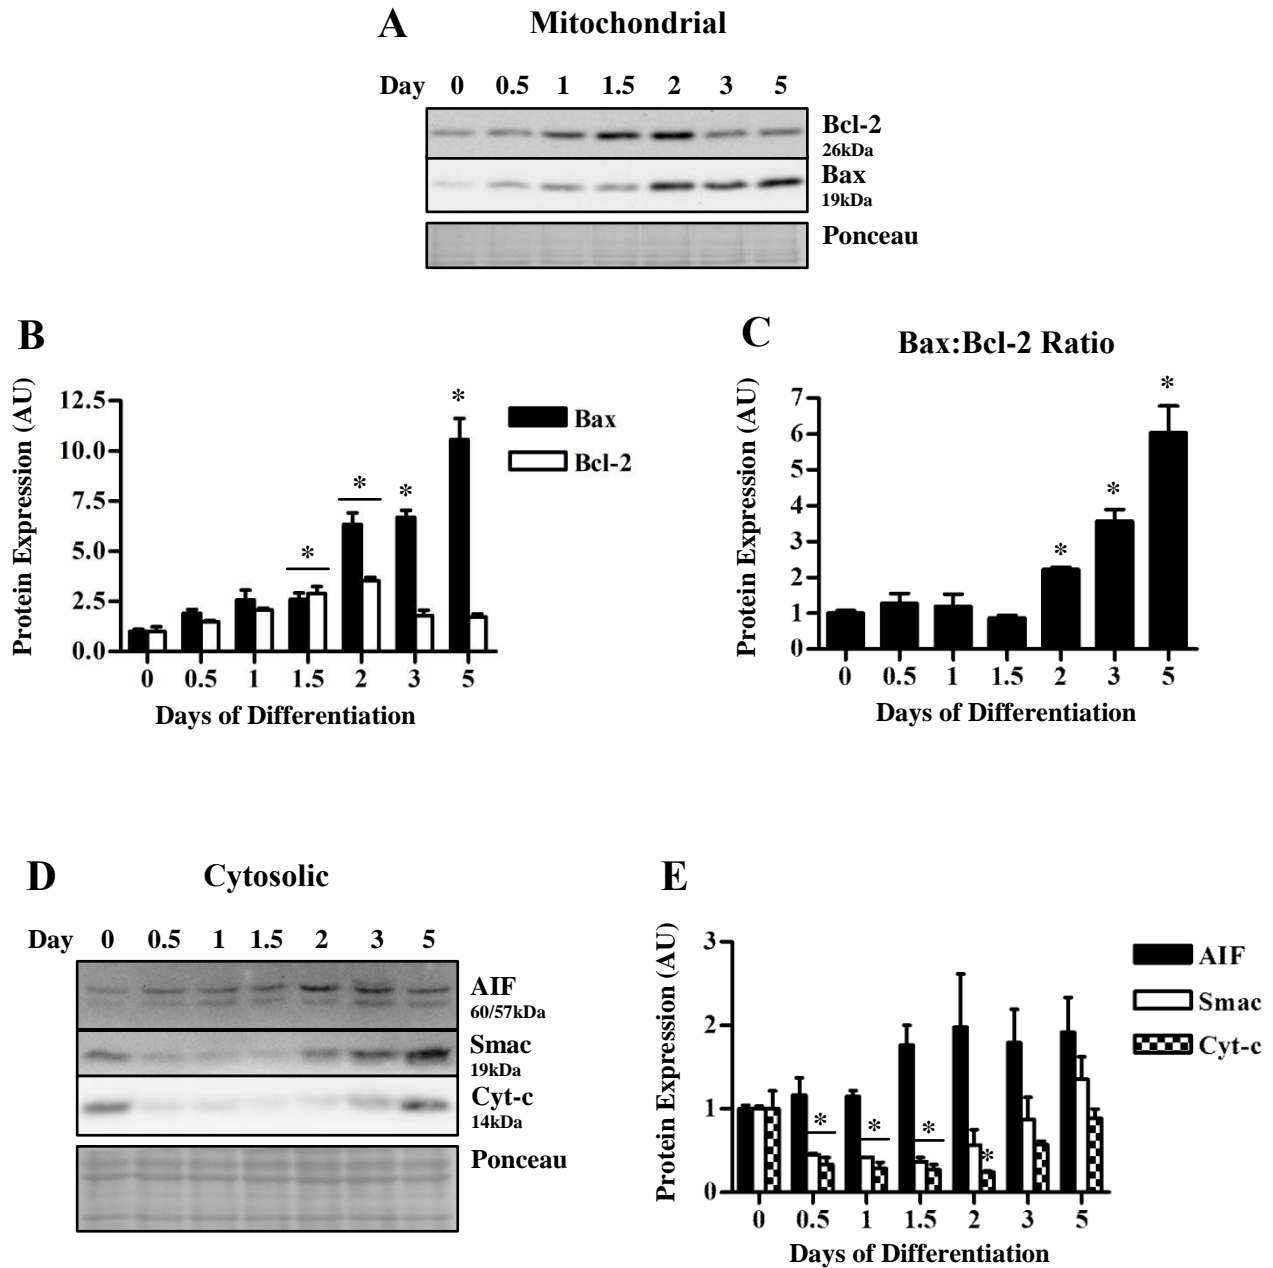 A Mitochondrial
Day 0 0.5 1 1.5 2 3 5
Bcl-2
26kDa
Bax
19kDa
Ponceau
B
Protein Expression (AU)
12.5
10.0
7.5
5.0
2.5
0.0
* * * *
Bax
Bcl-2
0 0.5 1 1.5 2 3 5
Days of Differentiation
C
Bax:Bcl-2 Ratio
Protein Expression (AU)
7
6
5
4
3
2
1
0
* * *
0 0.5 1 1.5 2 3 5
Days of Differentiation
D Cytosolic
Day 0 0.5 1 1.5 2 3 5
AIF
60/57kDa
Smac
19kDa
Cyt-c
14kDa
Ponceau
E
Protein Expression (AU)
3
2
1
0
* * * *
AIF
Smac
Cyt-c
0 0.5 1 1.5 2 3 5
Days of Differentiation